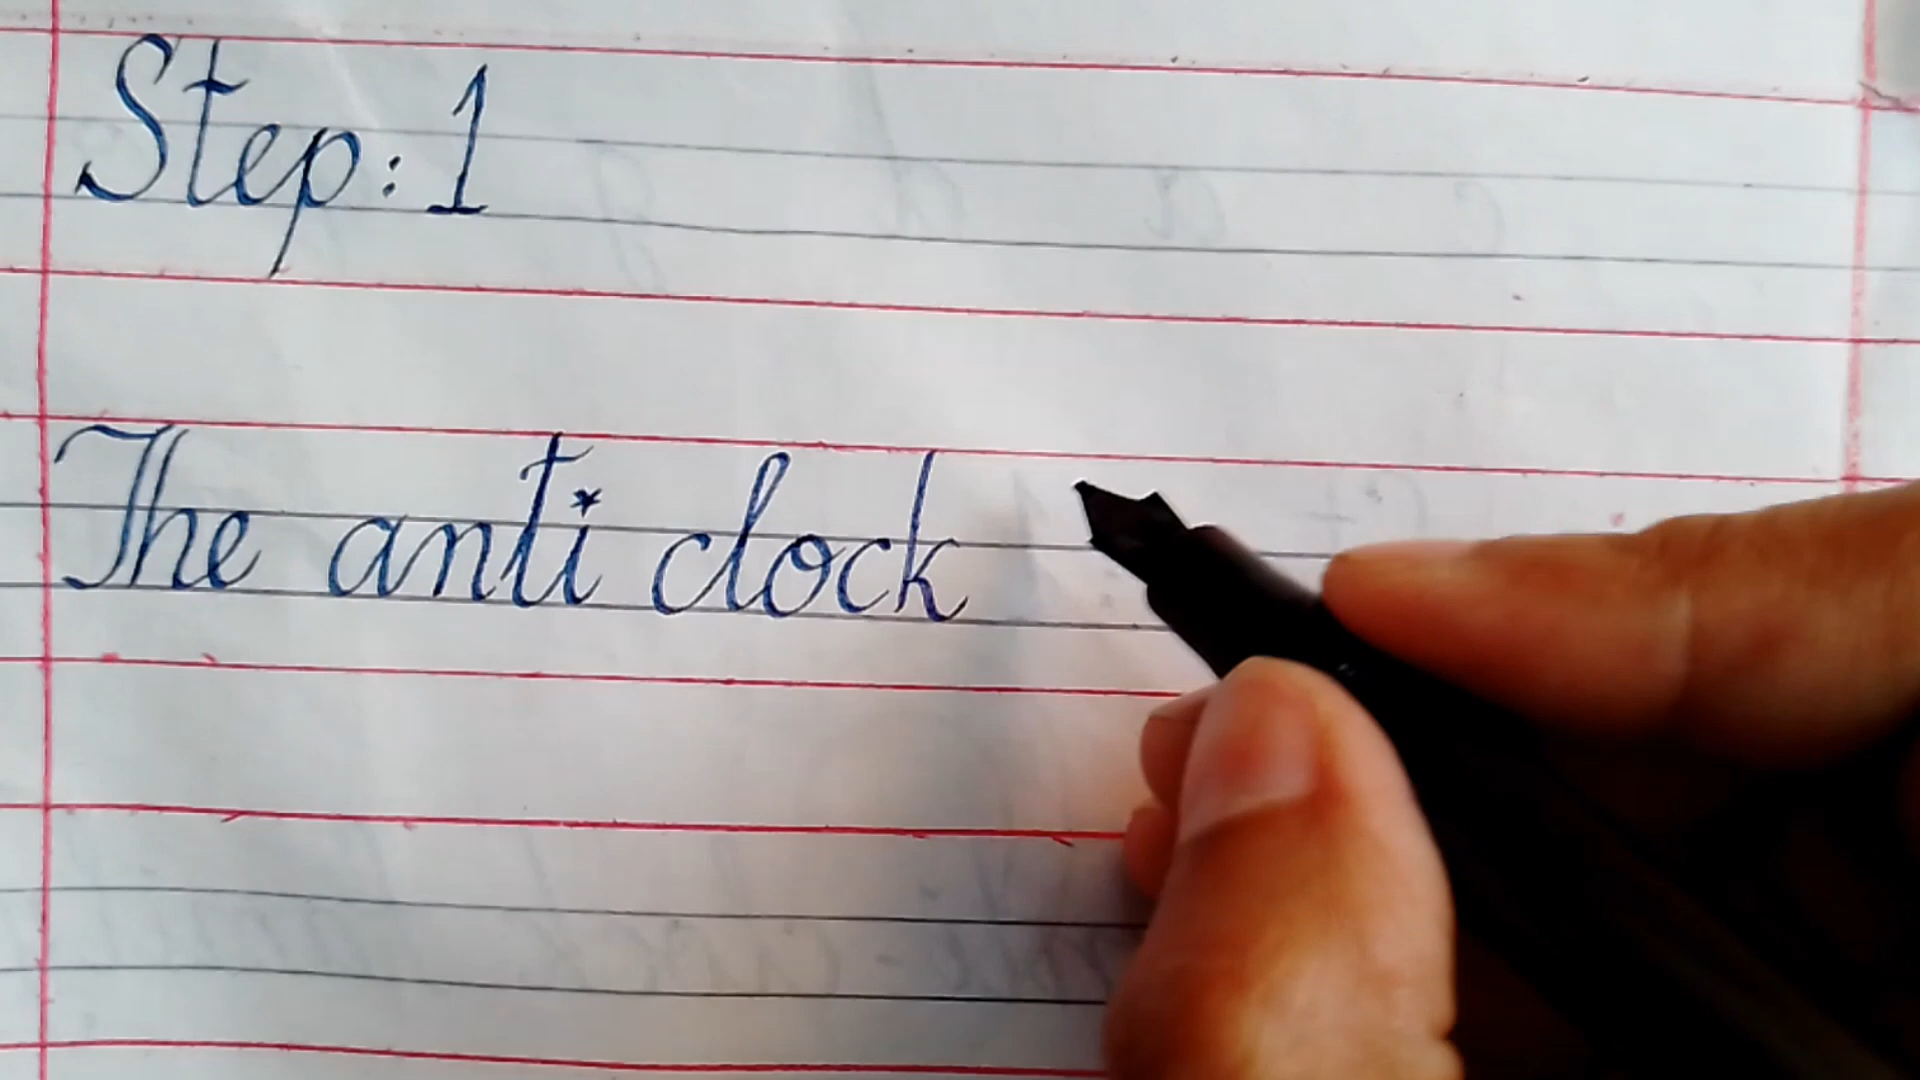 Step: 1
The anti clock